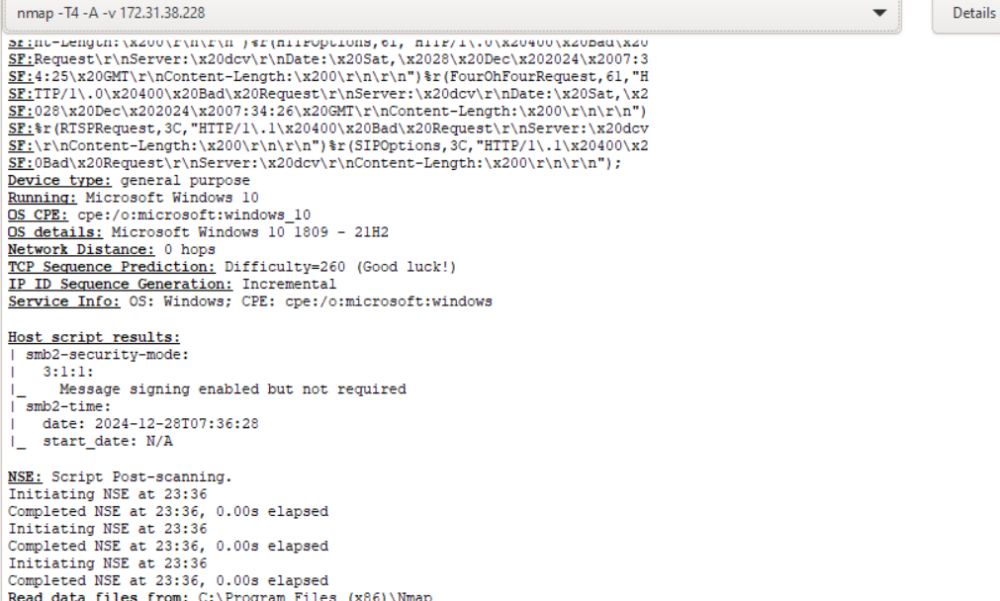 nmap -T4 -A -v 172.31.38.228
Details
SF:nt-Length:\x200\r\n\r\n")%r(HTTPOptions,61,"HTTP/1\.0\x20400\x20Bad\x20
SF:Request\r\nServer:\x20dcv\r\nDate:\x20Sat,\x2028\x20Dec\x202024\x2007:3
SF:4:25\x20GMT\r\nContent-Length:\x200\r\n\r\n")%r(FourOhFourRequest,61,"H
SF:TTP/1\.0\x20400\x20Bad\x20Request\r\nServer:\x20dcv\r\nDate:\x20Sat,\x2
SF:028\x20Dec\x202024\x2007:34:26\x20GMT\r\nContent-Length:\x200\r\n\r\n")
SF:%r(RTSPRequest,3C,"HTTP/1\.1\x20400\x20Bad\x20Request\r\nServer:\x20dcv
SF:\r\nContent-Length:\x200\r\n\r\n")%r(SIPOptions,3C,"HTTP/1\.1\x20400\x2
SF:0Bad\x20Request\r\nServer:\x20dcv\r\nContent-Length:\x200\r\n\r\n");
Device type: general purpose
Running: Microsoft Windows 10
OS CPE: cpe:/o:microsoft:windows_10
OS details: Microsoft Windows 10 1809 - 21H2
Network Distance: 0 hops
TCP Sequence Prediction: Difficulty=260 (Good luck!)
IP ID Sequence Generation: Incremental
Service Info: OS: Windows; CPE: cpe:/o:microsoft:windows
Host script results:
| smb2-security-mode:
|   3:1:1:
|_    Message signing enabled but not required
| smb2-time:
|   date: 2024-12-28T07:36:28
|_  start_date: N/A
NSE: Script Post-scanning.
Initiating NSE at 23:36
Completed NSE at 23:36, 0.00s elapsed
Initiating NSE at 23:36
Completed NSE at 23:36, 0.00s elapsed
Initiating NSE at 23:36
Completed NSE at 23:36, 0.00s elapsed
Read data files from: C:\Program Files (x86)\Nmap